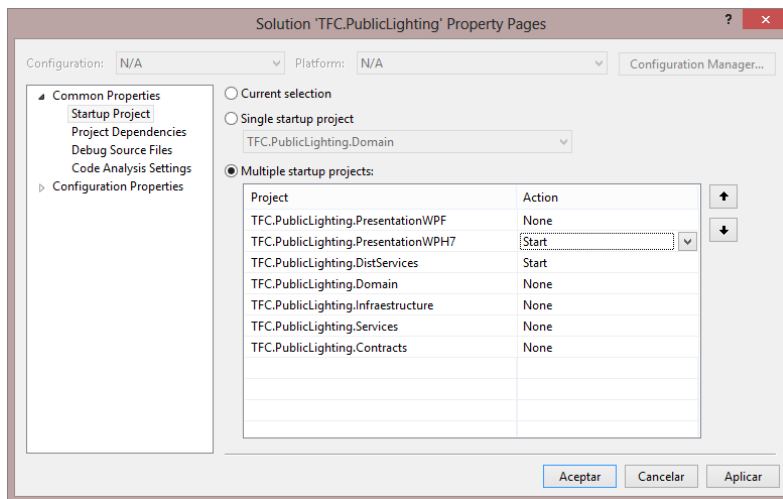 Solution 'TFC.PublicLighting' Property Pages
?
Configuration: N/A Platform: N/A Configuration Manager...
Common Properties
Startup Project
Project Dependencies
Debug Source Files
Code Analysis Settings
Configuration Properties
Current selection
Single startup project
TFC.PublicLighting.Domain
Multiple startup projects:
Project Action
TFC.PublicLighting.PresentationWPF None
TFC.PublicLighting.PresentationWPH7 Start
TFC.PublicLighting.DistServices Start
TFC.PublicLighting.Domain None
TFC.PublicLighting.Infraestructure None
TFC.PublicLighting.Services None
TFC.PublicLighting.Contracts None
Aceptar Cancelar Aplicar